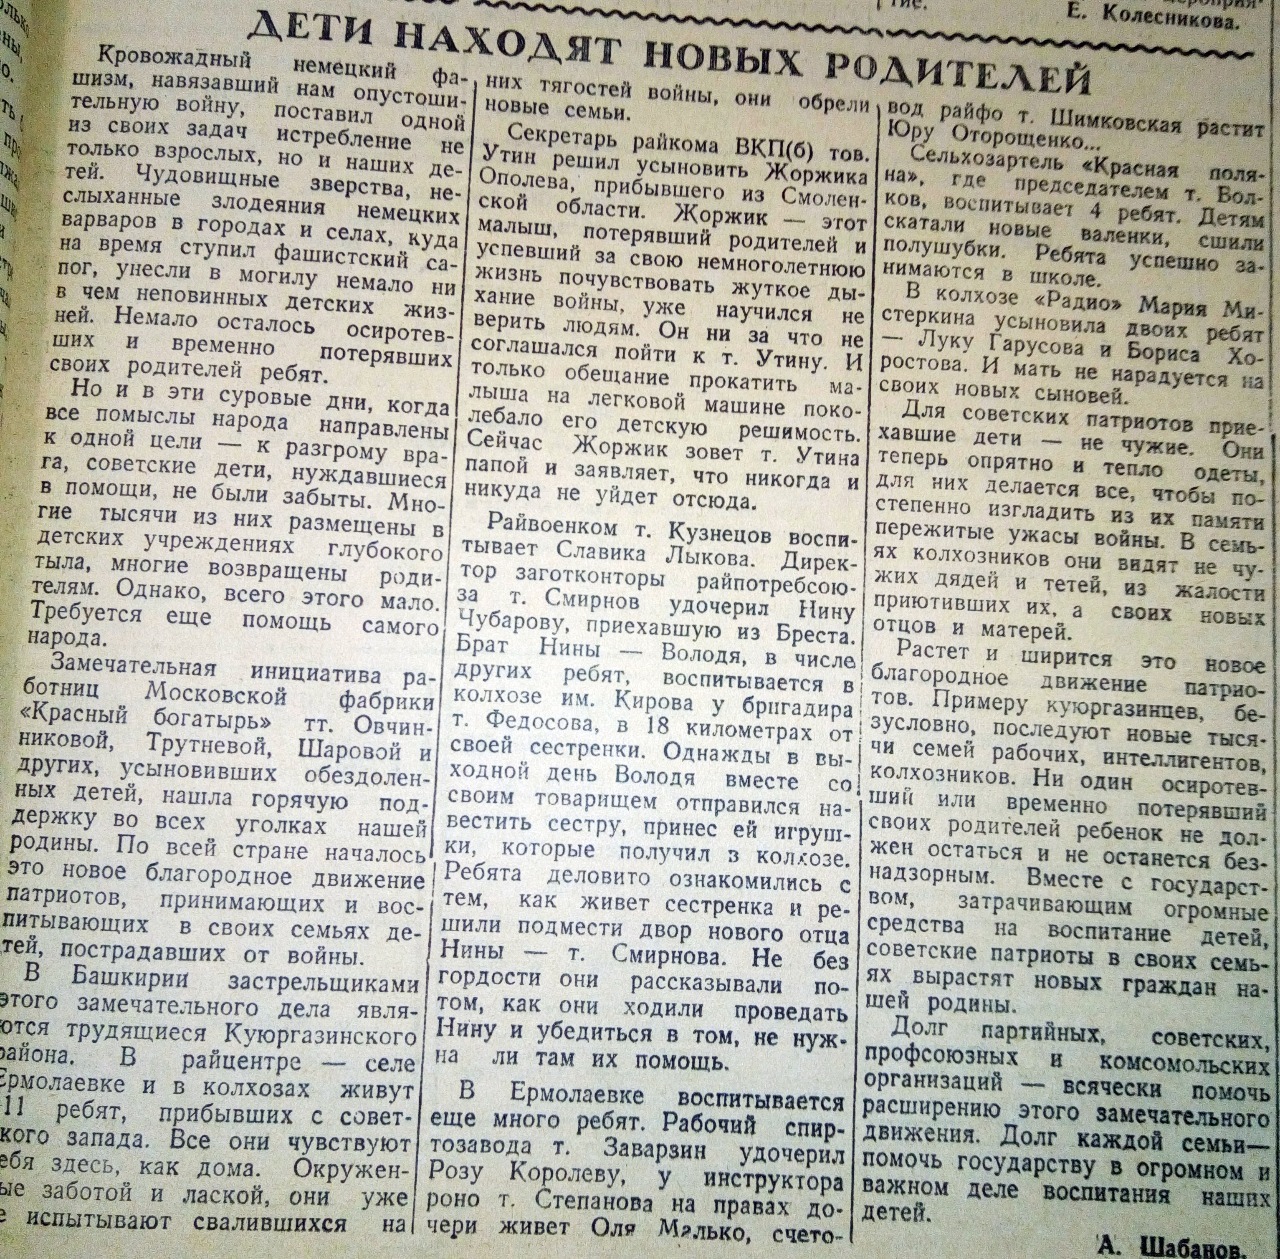 тие.
Е. Колесникова.
ДЕТИ НАХОДЯТ НОВЫХ РОДИТЕЛЕЙ
Кровожадный немецкий фа-
шизм, навязавший нам опустоши-
тельную войну, поставил одной
из своих задач истребление не
только взрослых, но и наших де-
тей. Чудовищные зверства, не-
слыханные злодеяния немецких
варваров в городах и селах, куда
на время ступил фашистский са-
пог, унесли в могилу немало ни
в чем неповинных детских жиз-
ней. Немало осталось осиротев-
ших и временно потерявших
своих родителей ребят.
Но и в эти суровые дни, когда
все помыслы народа направлены
к одной цели — к разгрому вра-
га, советские дети, нуждавшиеся
в помощи, не были забыты. Мно-
гие тысячи из них размещены в
детских учреждениях глубокого
тыла, многие возвращены роди-
телям. Однако, всего этого мало.
Требуется еще помощь самого
народа.
Замечательная инициатива ра-
ботниц Московской фабрики
«Красный богатырь» тт. Овчин-
никовой, Трутневой, Шаровой и
других, усыновивших обездолен-
ных детей, нашла горячую под-
держку во всех уголках нашей
родины. По всей стране началось
это новое благородное движение
патриотов, принимающих и вос-
питывающих в своих семьях де-
тей, пострадавших от войны.
В Башкирии застрельщиками
этого замечательного дела явля-
ются трудящиеся Куюргазинского
района. В райцентре — селе
Ермолаевке и в колхозах живут
11 ребят, прибывших с совет-
кого запада. Все они чувствуют
ебя здесь, как дома. Окружен-
ые заботой и лаской, они уже
е испытывают свалившихся на
них тягостей войны, они обрели
новые семьи.
Секретарь райкома ВКП(б) тов.
Утин решил усыновить Жоржика
Ополева, прибывшего из Смолен-
ской области. Жоржик — этот
малыш, потерявший родителей и
успевший за свою немноголетнюю
жизнь почувствовать жуткое ды-
хание войны, уже научился не
верить людям. Он ни за что не
соглашался пойти к т. Утину. И
только обещание прокатить ма-
лыша на легковой машине поко-
лебало его детскую решимость.
Сейчас Жоржик зовет т. Утина
папой и заявляет, что никогда и
никуда не уйдет отсюда.
Райвоенком т. Кузнецов воспи-
тывает Славика Лыкова. Дирек-
тор заготконторы райпотребсою-
за т. Смирнов удочерил Нину
Чубарову, приехавшую из Бреста.
Брат Нины — Володя, в числе
других ребят, воспитывается в
колхозе им. Кирова у бригадира
т. Федосова, в 18 километрах от
своей сестренки. Однажды в вы-
ходной день Володя вместе со
своим товарищем отправился на-
вестить сестру, принес ей игруш-
ки, которые получил в колхозе.
Ребята деловито ознакомились с
тем, как живет сестренка и ре-
шили подмести двор нового отца
Нины — т. Смирнова. Не без
гордости они рассказывали по-
том, как они ходили проведать
Нину и убедиться в том, не нуж-
на ли там их помощь.
В Ермолаевке воспитывается
еще много ребят. Рабочий спир-
тозавода т. Заварзин удочерил
Розу Королеву, у инструктора
роно т. Степанова на правах до-
чери живет Оля Малько, счето-
вод райфо т. Шимковская растит
Юру Оторощенко...
Сельхозартель «Красная поля-
на», где председателем т. Вол-
ков, воспитывает 4 ребят. Детям
скатали новые валенки, сшили
полушубки. Ребята успешно за-
нимаются в школе.
В колхозе «Радио» Мария Ми-
стеркина усыновила двоих ребят
— Луку Гарусова и Бориса Хо-
ростова. И мать не нарадуется на
своих новых сыновей.
Для советских патриотов прие-
хавшие дети — не чужие. Они
теперь опрятно и тепло одеты,
для них делается все, чтобы по-
степенно изгладить из их памяти
пережитые ужасы войны. В семь-
ях колхозников они видят не чу-
жих дядей и тетей, из жалости
приютивших их, а своих новых
отцов и матерей.
Растет и ширится это новое
благородное движение патрио-
тов. Примеру куюргазинцев, бе-
зусловно, последуют новые тыся-
чи семей рабочих, интеллигентов,
колхозников. Ни один осиротев-
ший или временно потерявший
своих родителей ребенок не дол-
жен остаться и не останется без-
надзорным. Вместе с государст-
вом, затрачивающим огромные
средства на воспитание детей,
советские патриоты в своих семь-
ях вырастят новых граждан на-
шей родины.
Долг партийных, советских,
профсоюзных и комсомольских
организаций — всячески помочь
расширению этого замечательного
движения. Долг каждой семьи—
помочь государству в огромном и
важном деле воспитания наших
детей.
А. Шабанов.